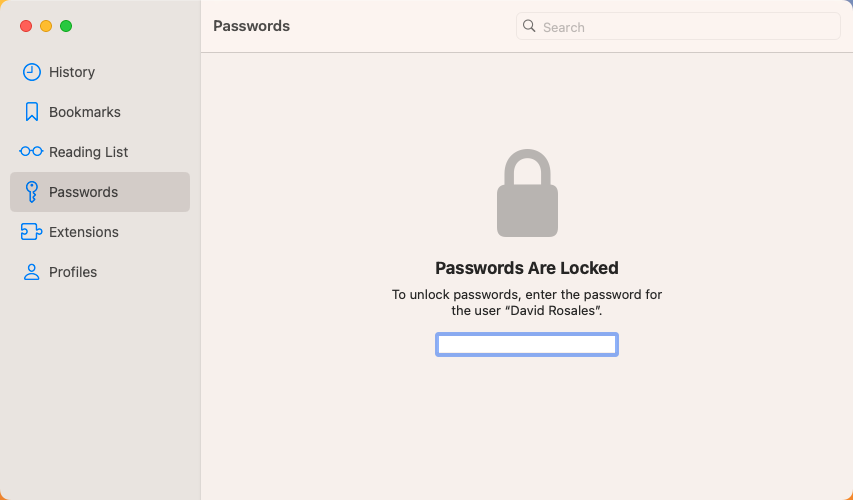 Passwords
Search
History
Bookmarks
Reading List
Passwords
Extensions
Profiles
Passwords Are Locked
To unlock passwords, enter the password for
the user “David Rosales”.